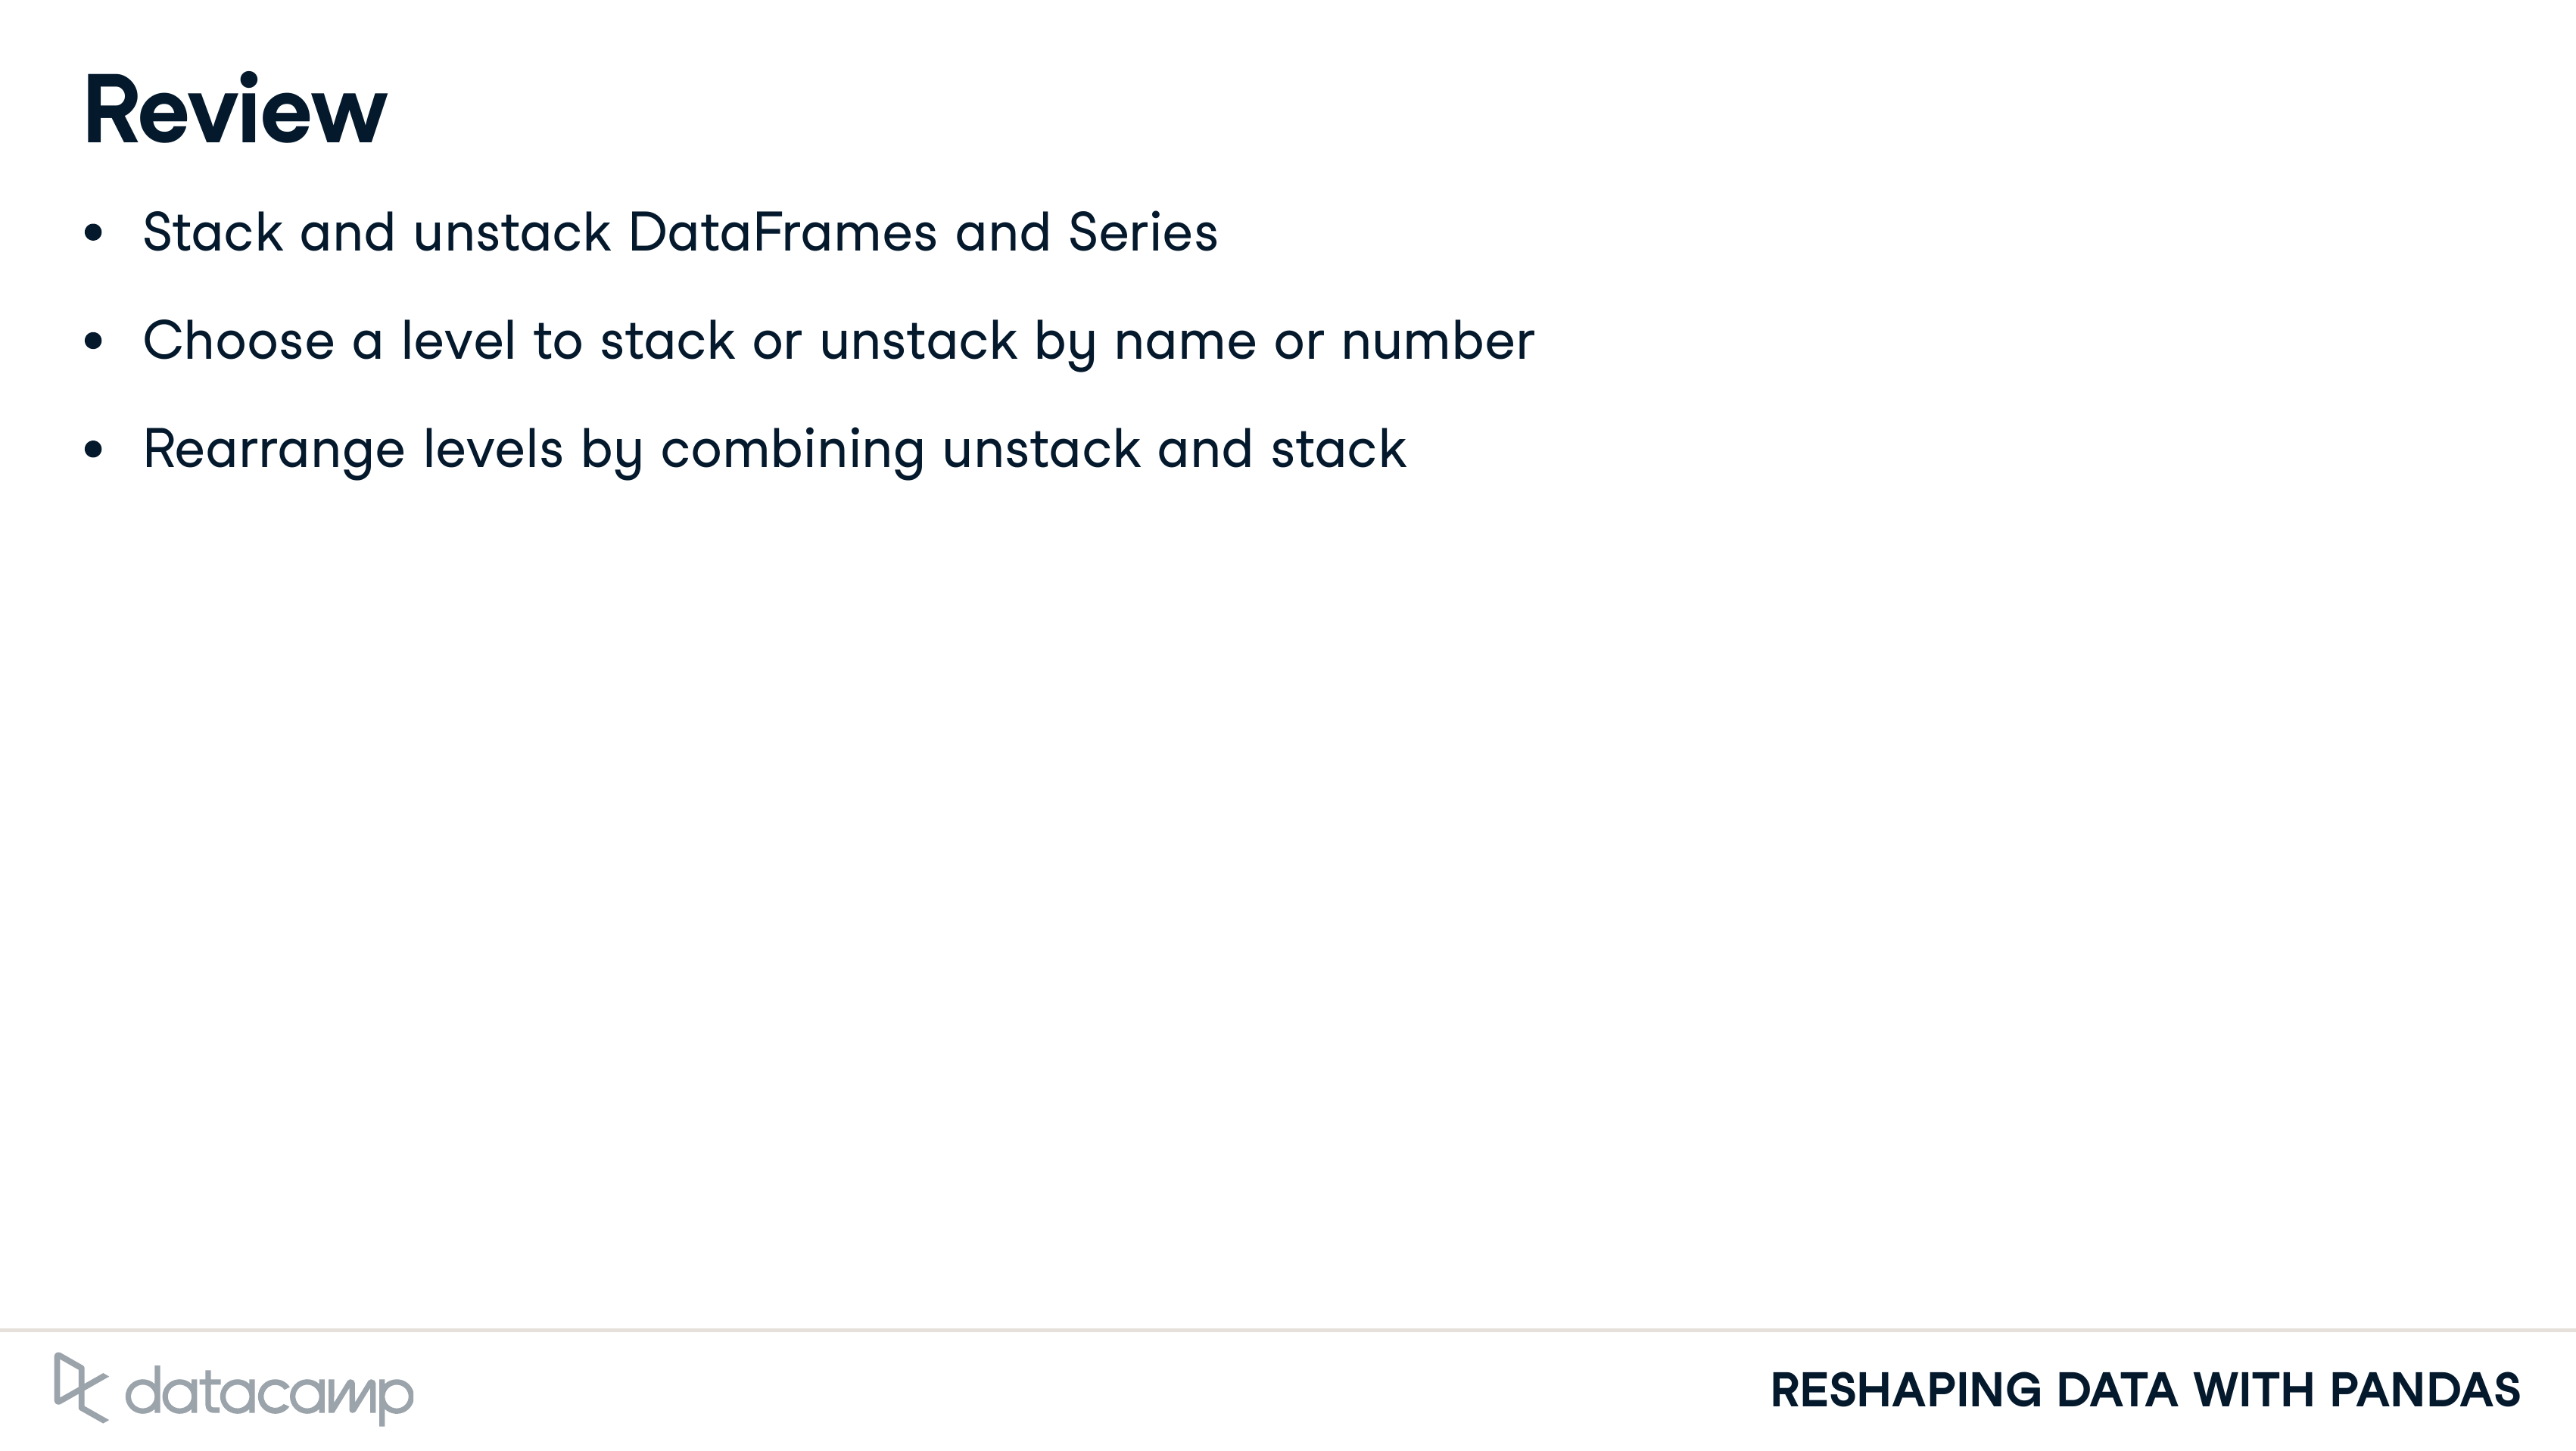 Review
• Stack and unstack DataFrames and Series
• Choose a level to stack or unstack by name or number
• Rearrange levels by combining unstack and stack
datacamp
RESHAPING DATA WITH PANDAS